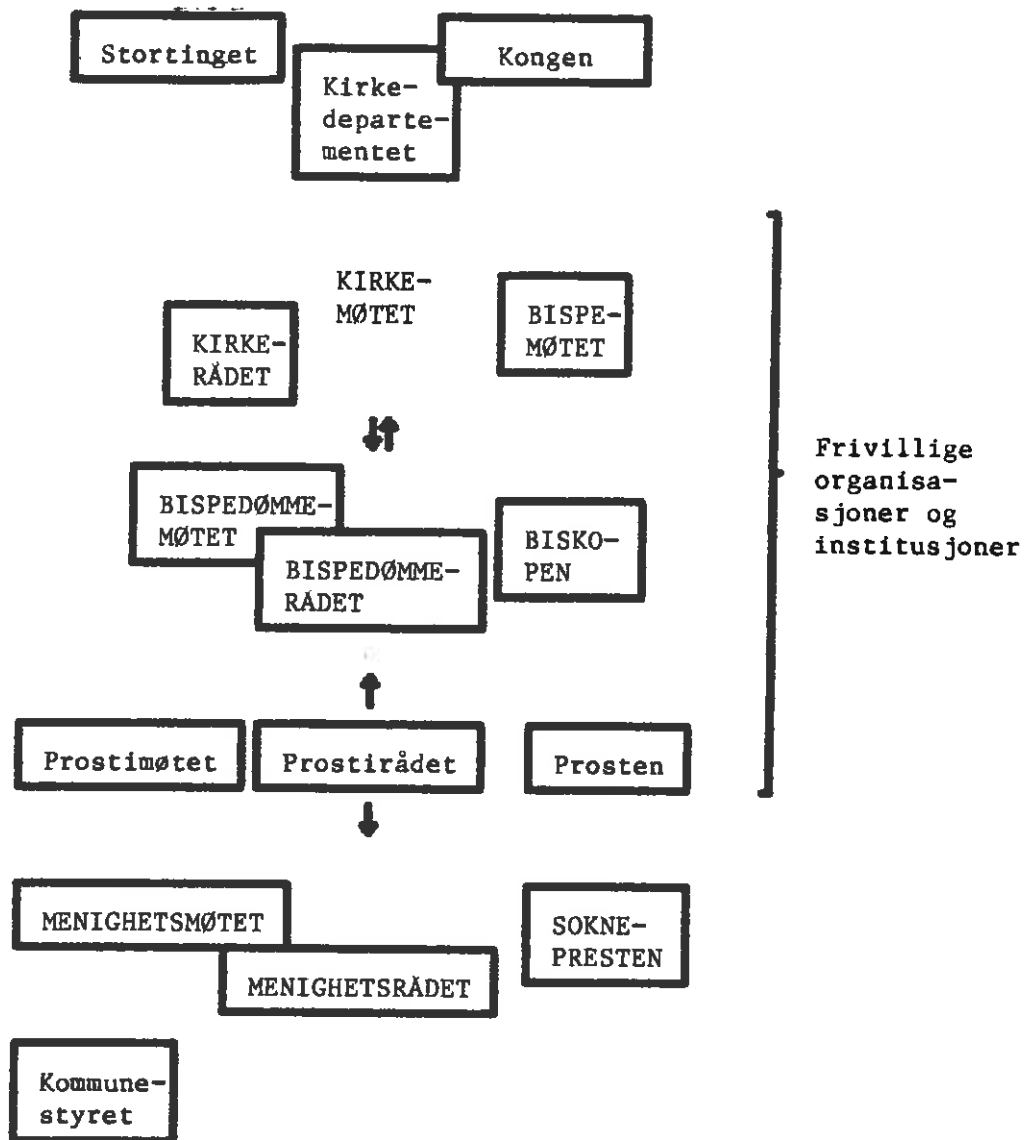 Stortinget
Kongen
Kirke-
departe-
mentet
KIRKE-
MØTET
BISPE-
MØTET
KIRKE-
RÅDET
BISPEDØMME-
MØTET
BISPEDØMME-
RÅDET
BISKO-
PEN
Frivillige
organisa-
sjoner og
institusjoner
Prostimøtet
Prostirådet
Prosten
MENIGHETSMØTET
MENIGHETSRÅDET
SOKNE-
PRESTEN
Kommune-
styret